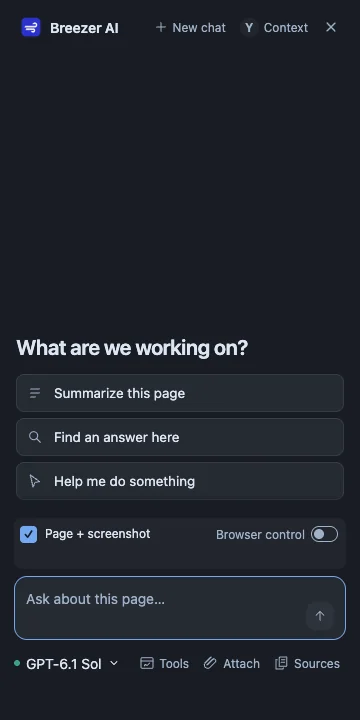 Breezer AI New chat Y Context
What are we working on?
Summarize this page
Find an answer here
Help me do something
Page + screenshot Browser control
Ask about this page...
GPT-6.1 Sol Tools Attach Sources